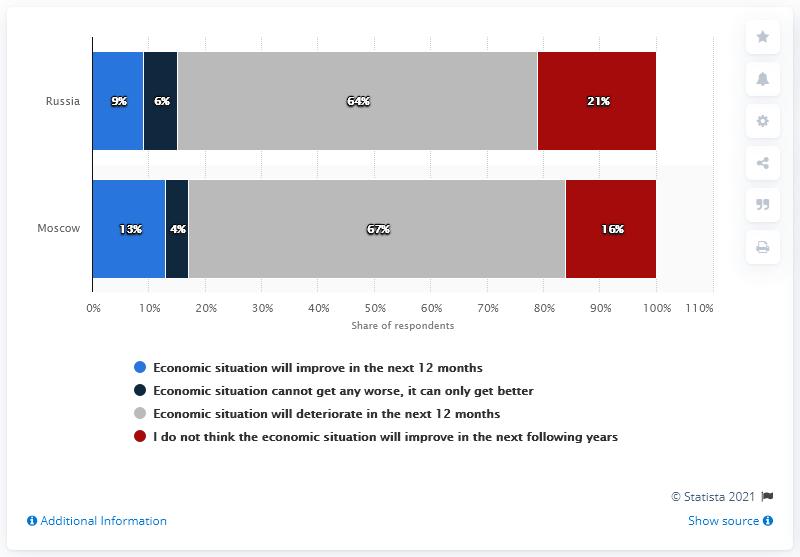 Russia
9% 6% 64% 21%
Moscow
13% 4% 67% 16%
0% 10% 20% 30% 40% 50% 60% 70% 80% 90% 100% 110%
Share of respondents
Economic situation will improve in the next 12 months
Economic situation cannot get any worse, it can only get better
Economic situation will deteriorate in the next 12 months
I do not think the economic situation will improve in the next following years
© Statista 2021
Additional Information
Show source